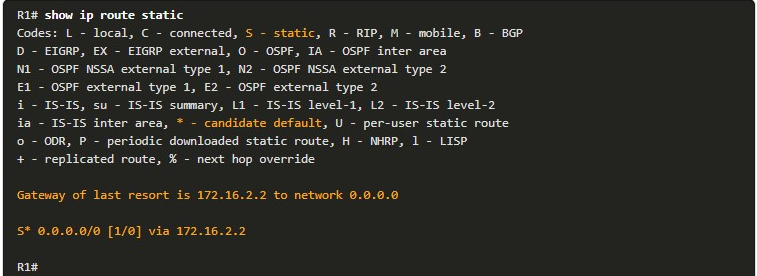 R1# show ip route static
Codes: L - local, C - connected, S - static, R - RIP, M - mobile, B - BGP
D - EIGRP, EX - EIGRP external, O - OSPF, IA - OSPF inter area
N1 - OSPF NSSA external type 1, N2 - OSPF NSSA external type 2
E1 - OSPF external type 1, E2 - OSPF external type 2
i - IS-IS, su - IS-IS summary, L1 - IS-IS level-1, L2 - IS-IS level-2
ia - IS-IS inter area, * - candidate default, U - per-user static route
o - ODR, P - periodic downloaded static route, H - NHRP, l - LISP
+ - replicated route, % - next hop override
Gateway of last resort is 172.16.2.2 to network 0.0.0.0
S* 0.0.0.0/0 [1/0] via 172.16.2.2
R1#